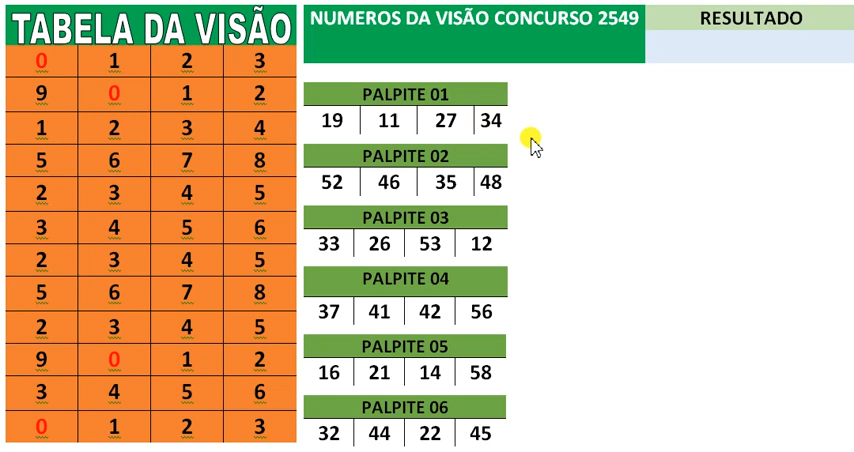 TABELA DA VISÃO
0 1 2 3
9 0 1 2
1 2 3 4
5 6 7 8
2 3 4 5
3 4 5 6
2 3 4 5
5 6 7 8
2 3 4 5
9 0 1 2
3 4 5 6
0 1 2 3
NUMEROS DA VISÃO CONCURSO 2549
RESULTADO
PALPITE 01
19 11 27 34
PALPITE 02
52 46 35 48
PALPITE 03
33 26 53 12
PALPITE 04
37 41 42 56
PALPITE 05
16 21 14 58
PALPITE 06
32 44 22 45